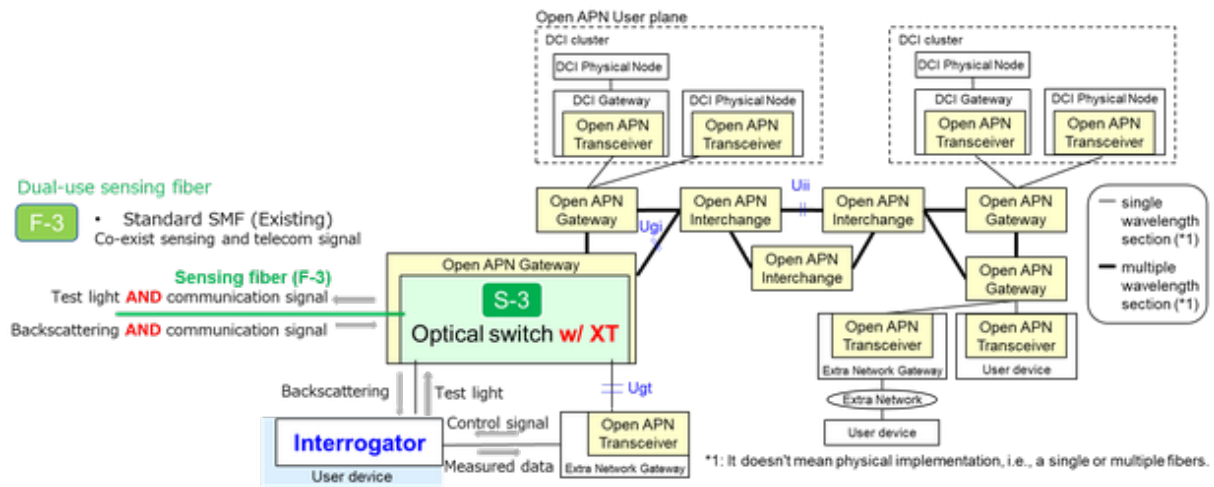 Open APN User plane
DCI cluster
DCI Physical Node
DCI Gateway
Open APN
Transceiver
DCI Physical Node
Open APN
Transceiver
DCI cluster
DCI Physical Node
DCI Gateway
Open APN
Transceiver
DCI Physical Node
Open APN
Transceiver
Dual-use sensing fiber
F-3
• Standard SMF (Existing)
Co-exist sensing and telecom signal
Open APN
Gateway
Ugi
Open APN
Interchange
Uii
Open APN
Interchange
Open APN
Gateway
Open APN
Interchange
Open APN
Gateway
single
wavelength
section (*1)
multiple
wavelength
section (*1)
Sensing fiber (F-3)
Test light AND communication signal
Backscattering AND communication signal
Open APN Gateway
S-3
Optical switch w/ XT
Open APN
Transceiver
Extra Network Gateway
Open APN
Transceiver
User device
Extra Network
User device
Backscattering
Test light
Ugt
Control signal
Measured data
Interrogator
User device
Open APN
Transceiver
Extra Network Gateway
*1: It doesn't mean physical implementation, i.e., a single or multiple fibers.